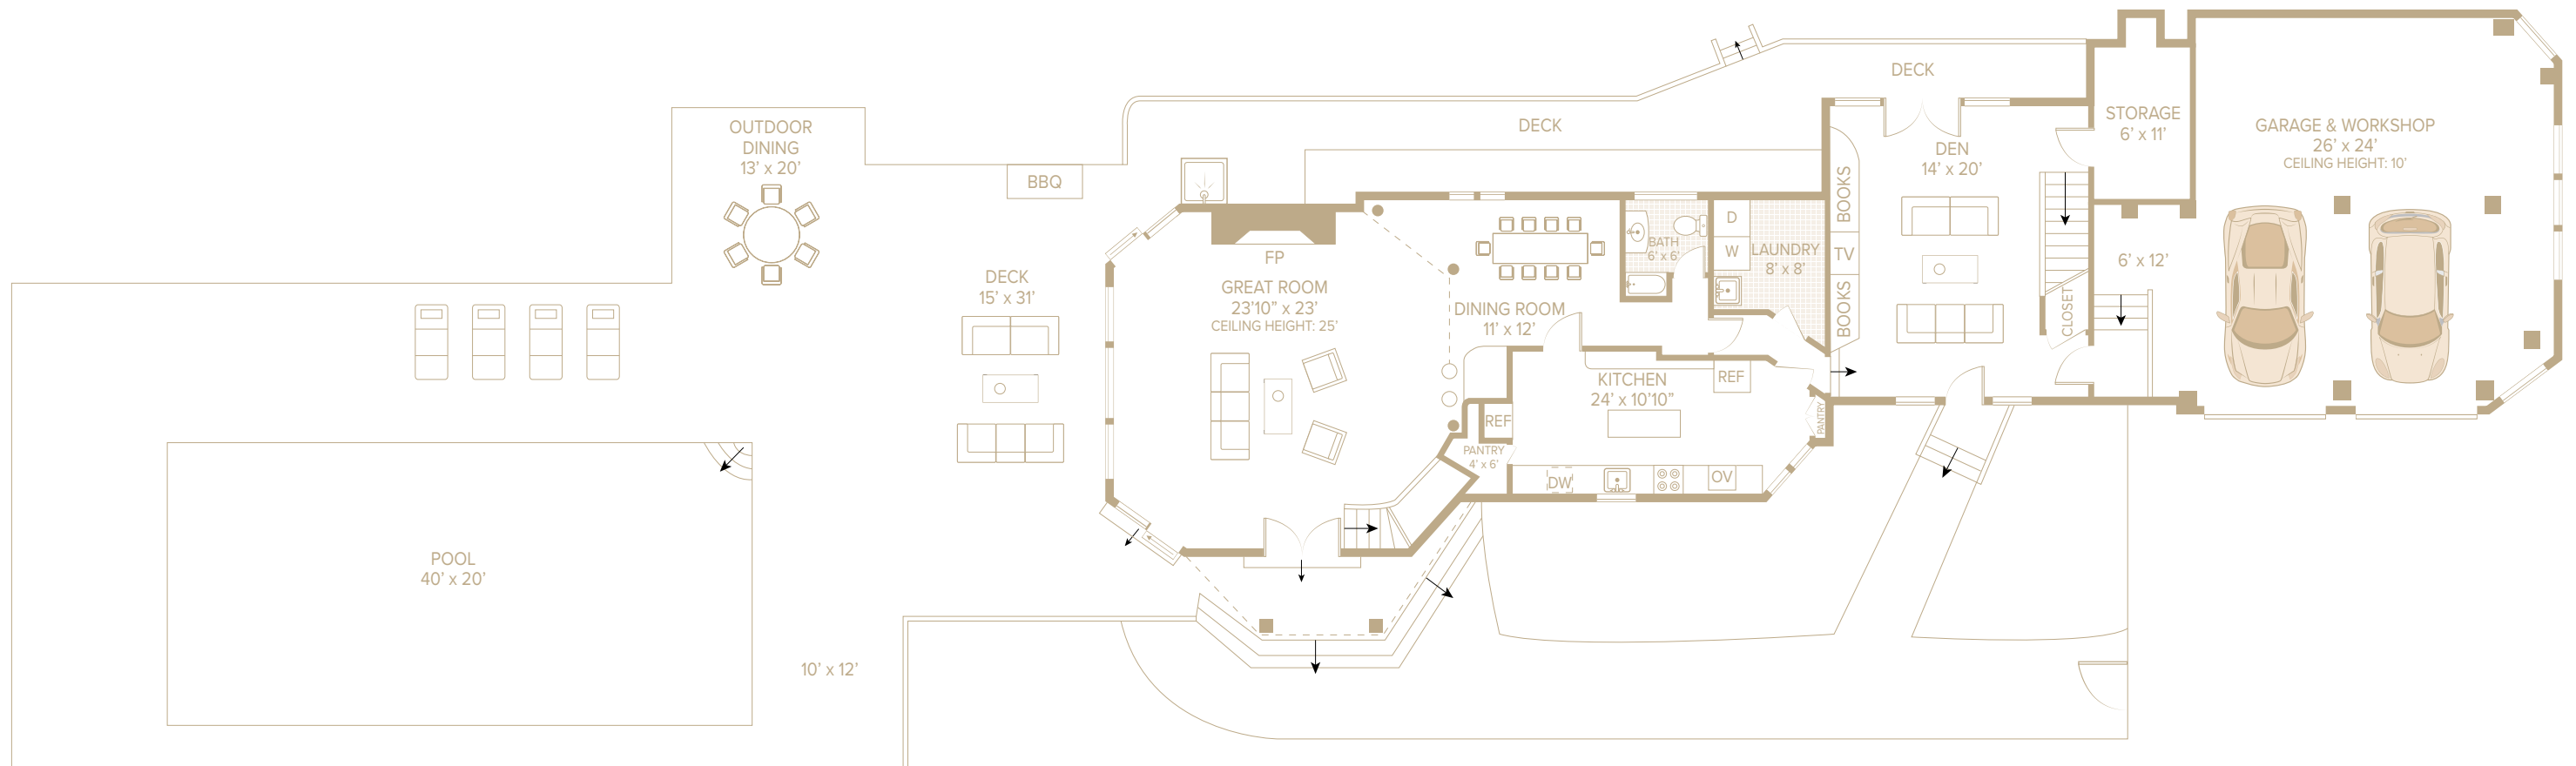 OUTDOOR
DINING
13’ x 20’
BBQ
DECK
15’ x 31’
POOL
40’ x 20’
10’ x 12’
FP
GREAT ROOM
23’10” x 23’
CEILING HEIGHT: 25’
DECK
DINING ROOM
11’ x 12’
BATH
6’ x 6’
D
W
LAUNDRY
8’ x 8’
KITCHEN
24’ x 10’10”
REF
REF
PANTRY
4’ x 6’
DW
OV
PANTRY
DECK
DEN
14’ x 20’
BOOKS
TV
BOOKS
CLOSET
STORAGE
6’ x 11’
6’ x 12’
GARAGE & WORKSHOP
26’ x 24’
CEILING HEIGHT: 10’